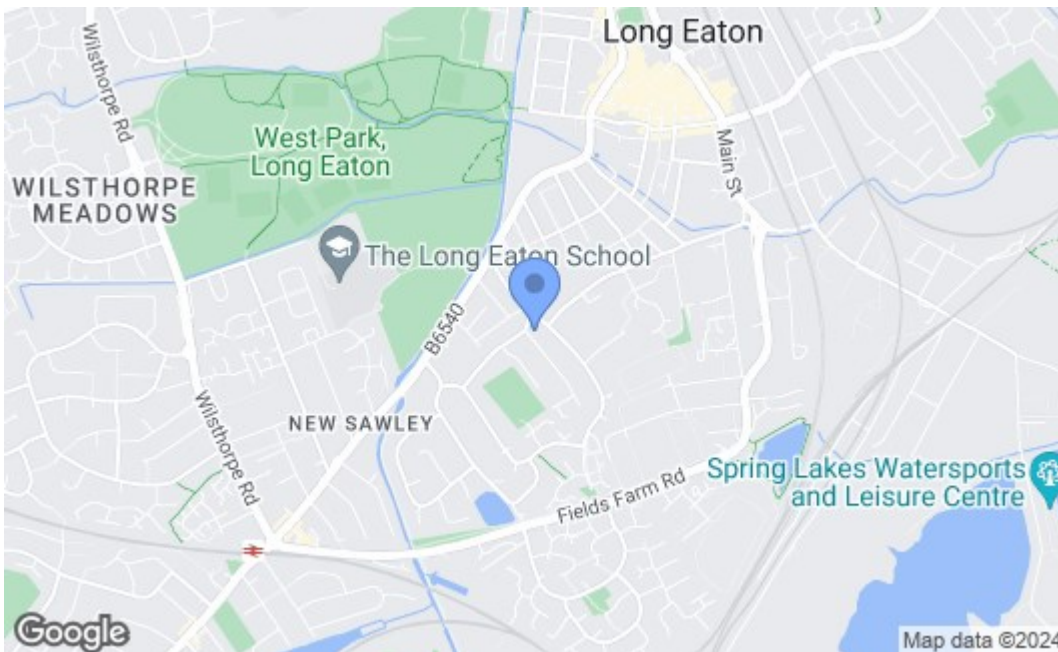 Long Eaton
Wilsthorpe Rd
West Park,
Long Eaton
Main St
WILSTHORPE
MEADOWS
The Long Eaton School
B6540
Wilsthorpe Rd
NEW SAWLEY
Spring Lakes Watersports
and Leisure Centre
Fields Farm Rd
Google
Map data ©2024